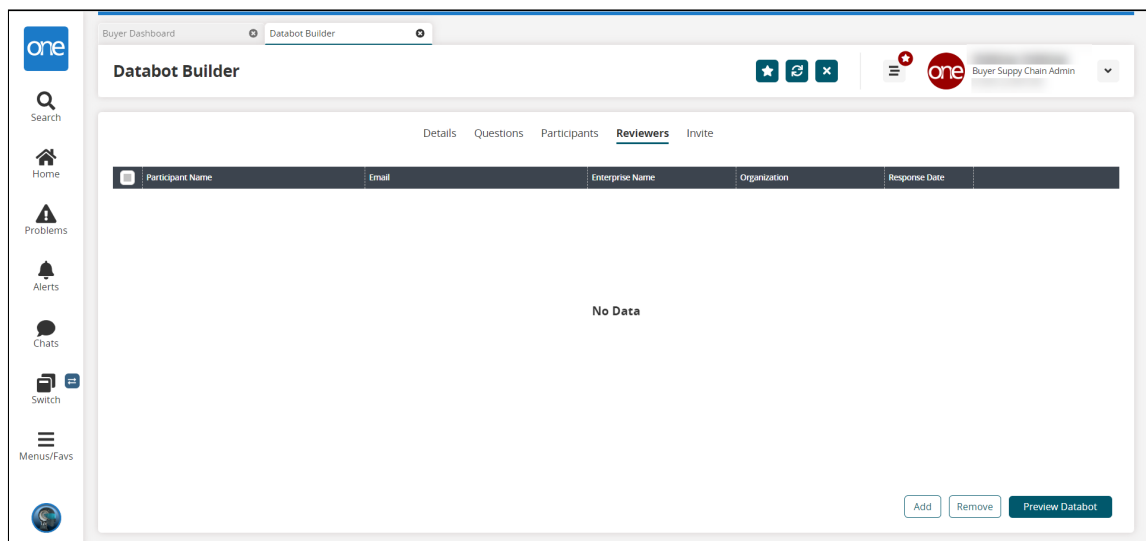 one
Search
Home
Problems
Alerts
Chats
Switch
Menus/Favs
Buyer Dashboard
Databot Builder
Databot Builder
one
Buyer Suppy Chain Admin
Details Questions Participants Reviewers Invite
Participant Name Email Enterprise Name Organization Response Date
No Data
Add Remove Preview Databot